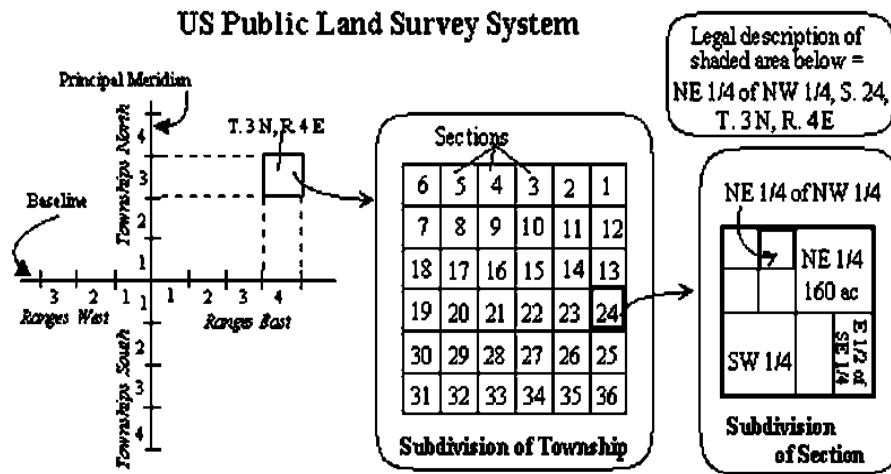 US Public Land Survey System
Legal description of
shaded area below =
NE 1/4 of NW 1/4, S. 24,
T. 3 N, R. 4 E
Principal Meridian
Townships North
4
3
2
1
T. 3 N, R. 4 E
Baseline
3 2 1 1 2 3 4
Ranges West
Ranges East
1
2
3
4
Townships South
Sections
6 5 4 3 2 1
7 8 9 10 11 12
18 17 16 15 14 13
19 20 21 22 23 24
30 29 28 27 26 25
31 32 33 34 35 36
Subdivision of Township
NE 1/4 of NW 1/4
NE 1/4
160 ac
SW 1/4
E 1/2 of
SE 1/4
Subdivision
of Section